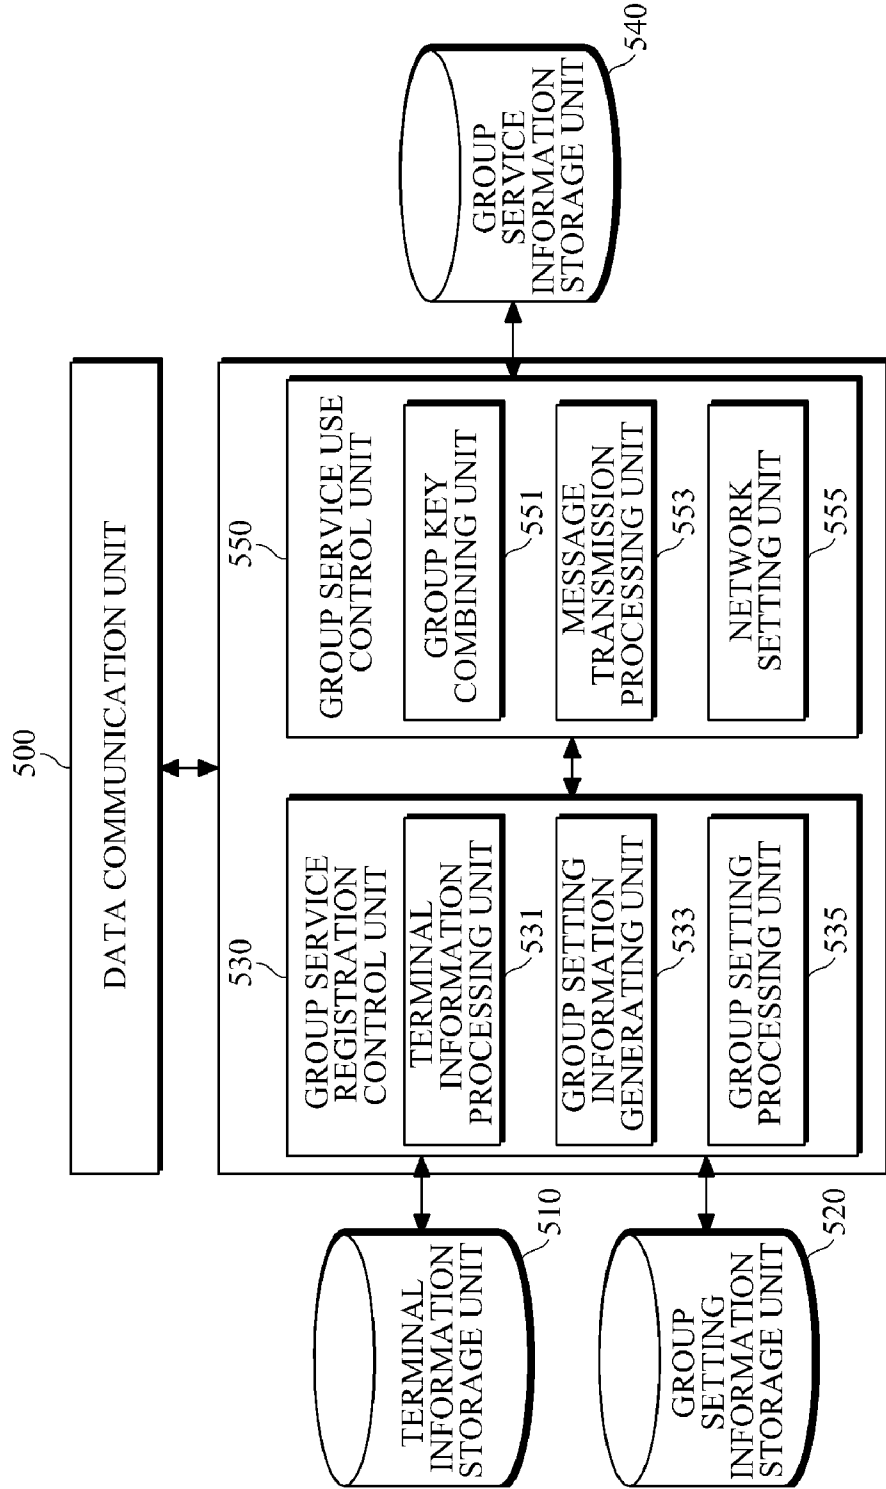 500
DATA COMMUNICATION UNIT
530
GROUP SERVICE
REGISTRATION
CONTROL UNIT
TERMINAL
INFORMATION
PROCESSING UNIT
531
GROUP SETTING
INFORMATION
GENERATING UNIT
533
GROUP SETTING
PROCESSING UNIT
535
550
GROUP SERVICE USE
CONTROL UNIT
GROUP KEY
COMBINING UNIT
551
MESSAGE
TRANSMISSION
PROCESSING UNIT
553
NETWORK
SETTING UNIT
555
TERMINAL
INFORMATION
STORAGE UNIT
510
GROUP
SETTING
INFORMATION
STORAGE UNIT
520
GROUP
SERVICE
INFORMATION
STORAGE UNIT
540